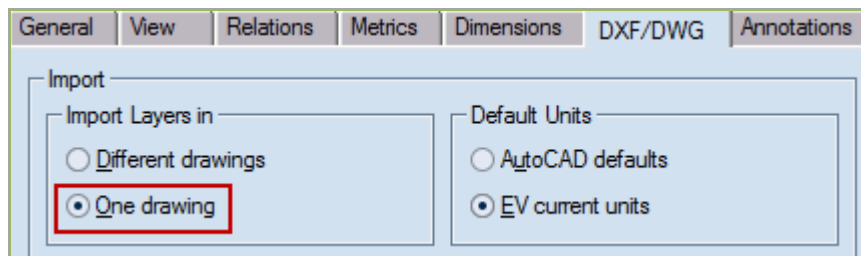 General View Relations Metrics Dimensions DXF/DWG Annotations
Import
Import Layers in
Different drawings
One drawing
Default Units
AutoCAD defaults
EV current units